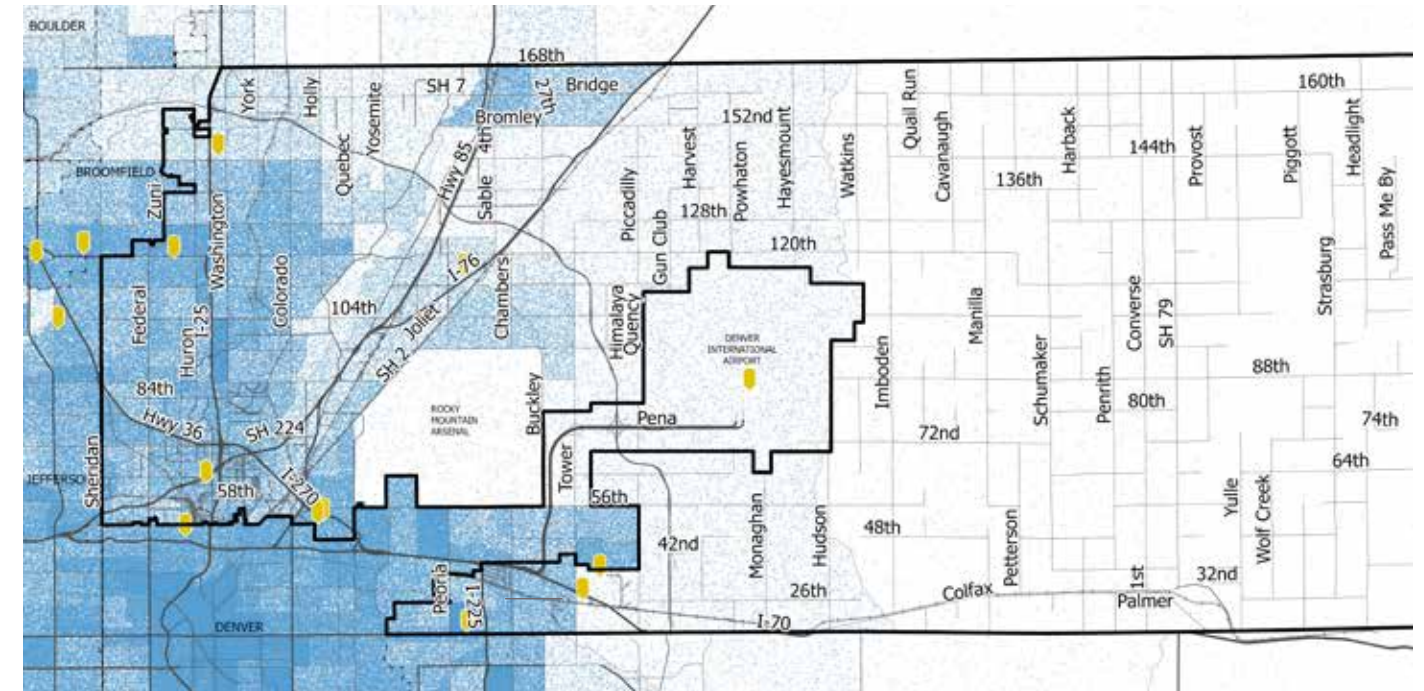 BOULDER
168th
160th
York
Holly
SH 7
27th
Bridge
Quail Run
Yosemite
Bromley
152nd
Hayesmount
Headlight
Quebec
4th
Harvest
Cavanaugh
Harback
144th
Provost
Piggott
BROOMFIELD
Hwy 85
Watkins
136th
Zuni
Sable
Piccadilly
128th
Powhaton
Pass Me By
Washington
Gun Club
120th
Colorado
I-76
Chambers
Strasburg
Federal
104th
Joliet
Himalaya
Quency
Manilla
Converse
SH 79
I-25
Huron
SH 2
DENVER
INTERNATIONAL
AIRPORT
Imboden
Schumaker
88th
84th
Buckley
Penrith
80th
Hwy 36
SH 224
ROCKY
MOUNTAIN
ARSENAL
Pena
72nd
74th
Sheridan
JEFFERSO
I-270
58th
Tower
56th
64th
Monaghan
Hudson
48th
Petterson
Yulle
Wolf Creek
42nd
Peoria
I-225
26th
Colfax
1st
32nd
Palmer
DENVER
I-70